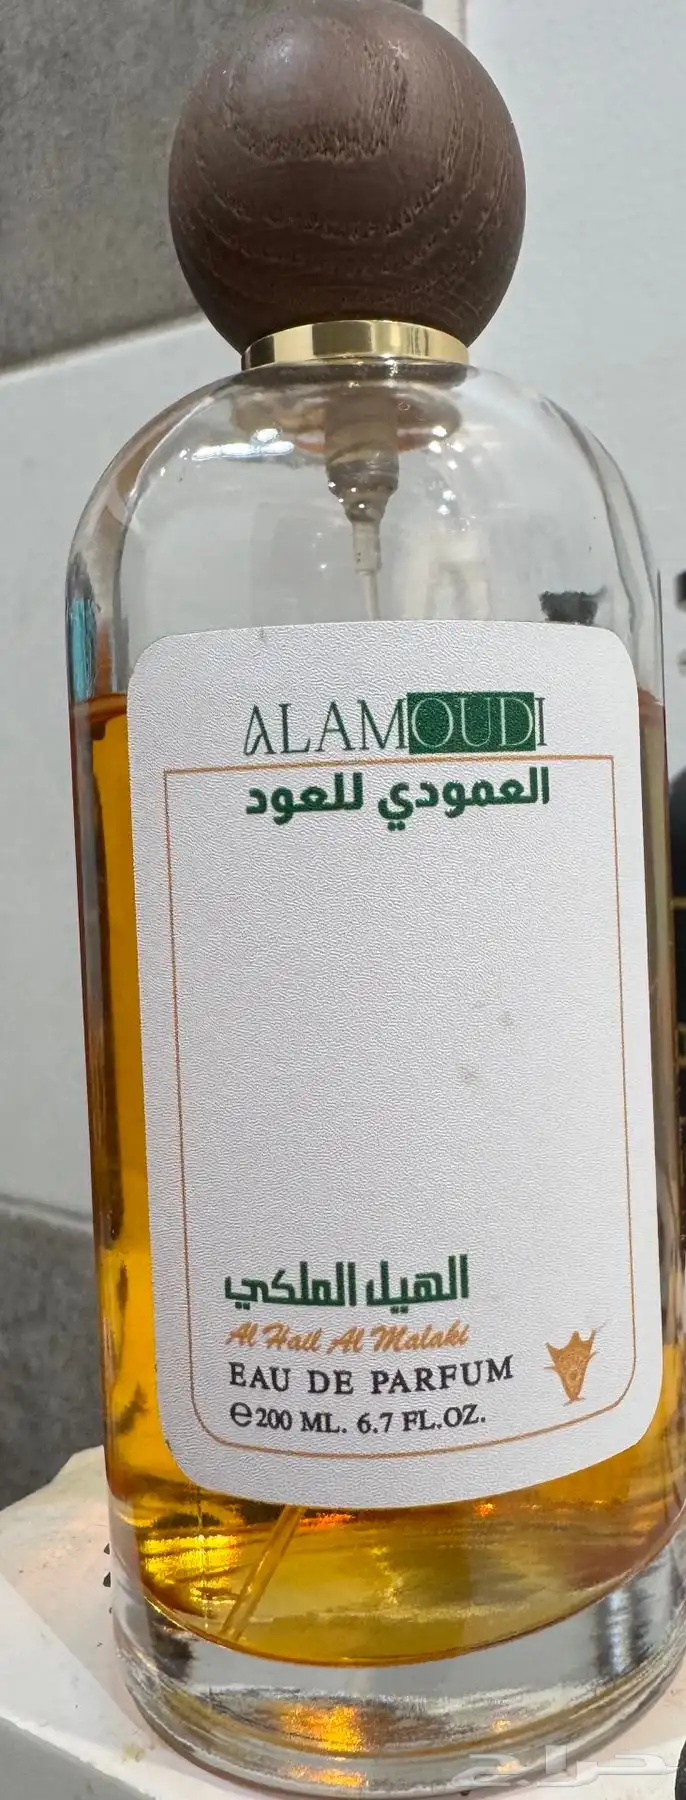 ALAMOUDI
العمودي للعود
الهيل الملكي
Al Hail Al Malaki
EAU DE PARFUM
℮200 ML. 6.7 FL.OZ.
حراج